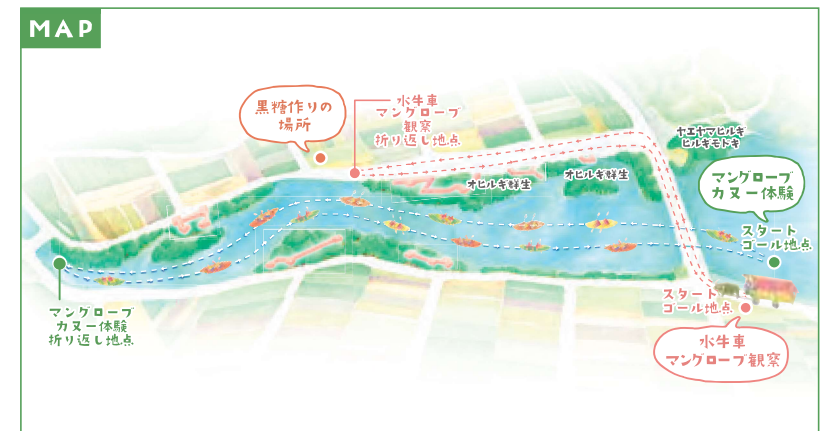 MAP
黒糖作りの
場所
水牛車
マングローブ
観察
折り返し地点
ヤエヤマヒルギ
ヒルギモドキ
オヒルギ群生
オヒルギ群生
マングローブ
カヌー体験
スタート
ゴール地点
スタート
ゴール地点
水牛車
マングローブ観察
マングローブ
カヌー体験
折り返し地点